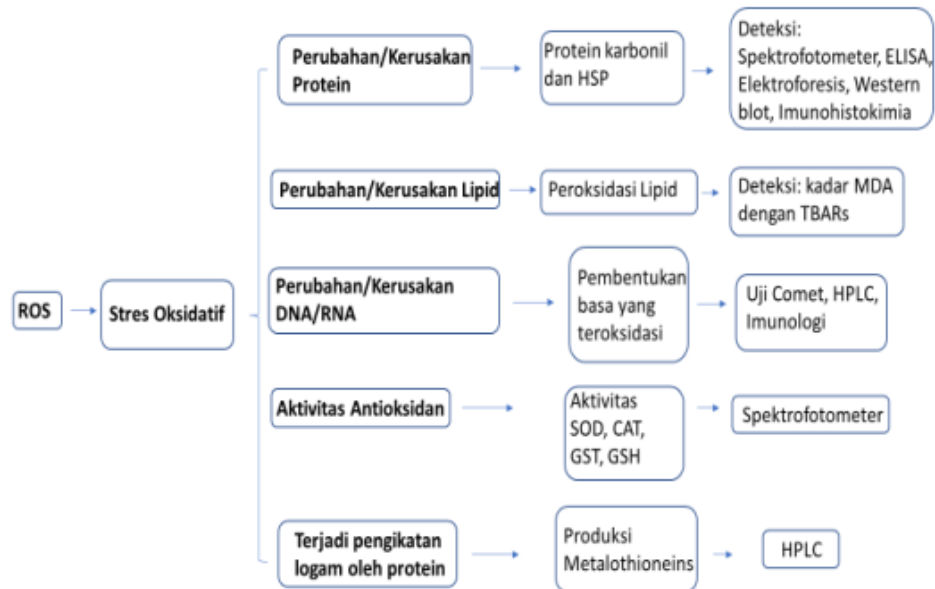 ROS
Stres Oksidatif
Perubahan/Kerusakan
Protein
Protein karbonil
dan HSP
Deteksi:
Spektrofotometer, ELISA,
Elektroforesis, Western
blot, Imunohistokimia
Perubahan/Kerusakan Lipid
Peroksidasi Lipid
Deteksi: kadar MDA
dengan TBARs
Perubahan/Kerusakan
DNA/RNA
Pembentukan
basa yang
teroksidasi
Uji Comet, HPLC,
Imunologi
Aktivitas Antioksidan
Aktivitas
SOD, CAT,
GST, GSH
Spektrofotometer
Terjadi pengikatan
logam oleh protein
Produksi
Metalothioneins
HPLC